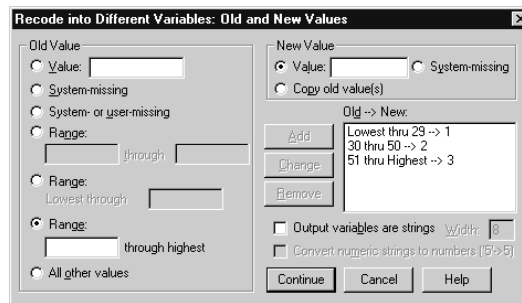 Recode into Different Variables: Old and New Values
Old Value
Value:
System-missing
System- or user-missing
Range:
through
Range:
Lowest through
Range:
through highest
All other values
New Value
Value:
System-missing
Copy old value(s)
Old --> New:
Add
Change
Remove
Lowest thru 29 --> 1
30 thru 50 --> 2
51 thru Highest --> 3
Output variables are strings Width: 8
Convert numeric strings to numbers ('5'->5)
Continue Cancel Help